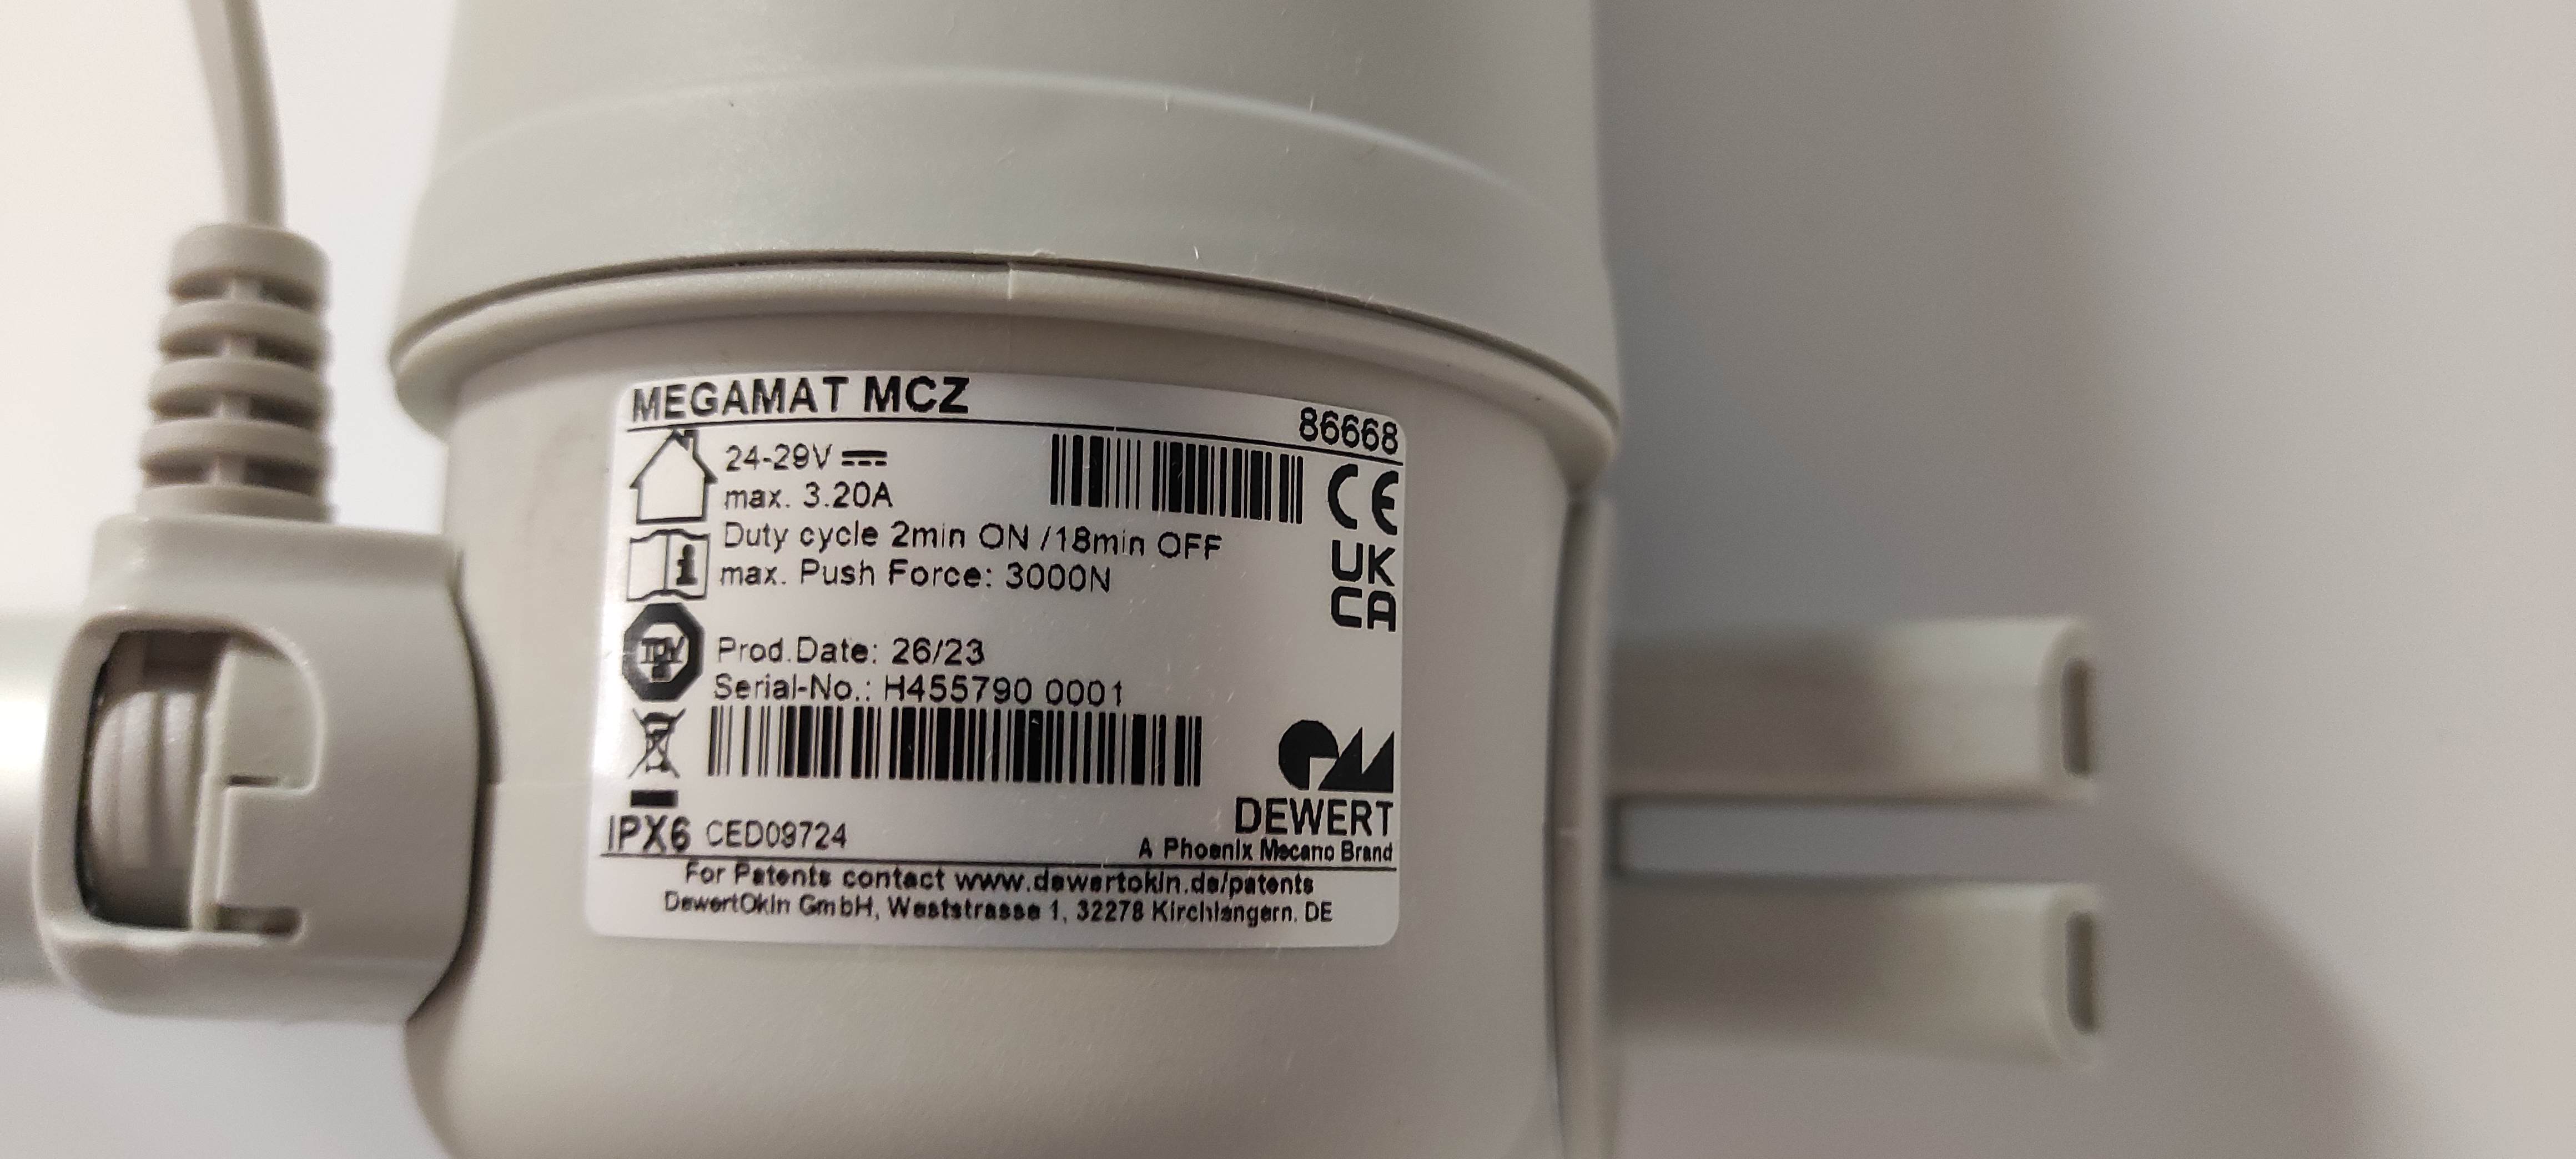 MEGAMAT MCZ
86668
24-29V
max. 3.20A
CE
Duty cycle 2min ON /18min OFF
max. Push Force: 3000N
UK
CA
TÜV
Prod.Date: 26/23
Serial-No.: H455790 0001
DEWERT
A Phoenix Mecano Brand
IPX6 CED09724
For Patents contact www.dewertokin.de/patents
DewertOkin GmbH, Weststrasse 1, 32278 Kirchlengern. DE